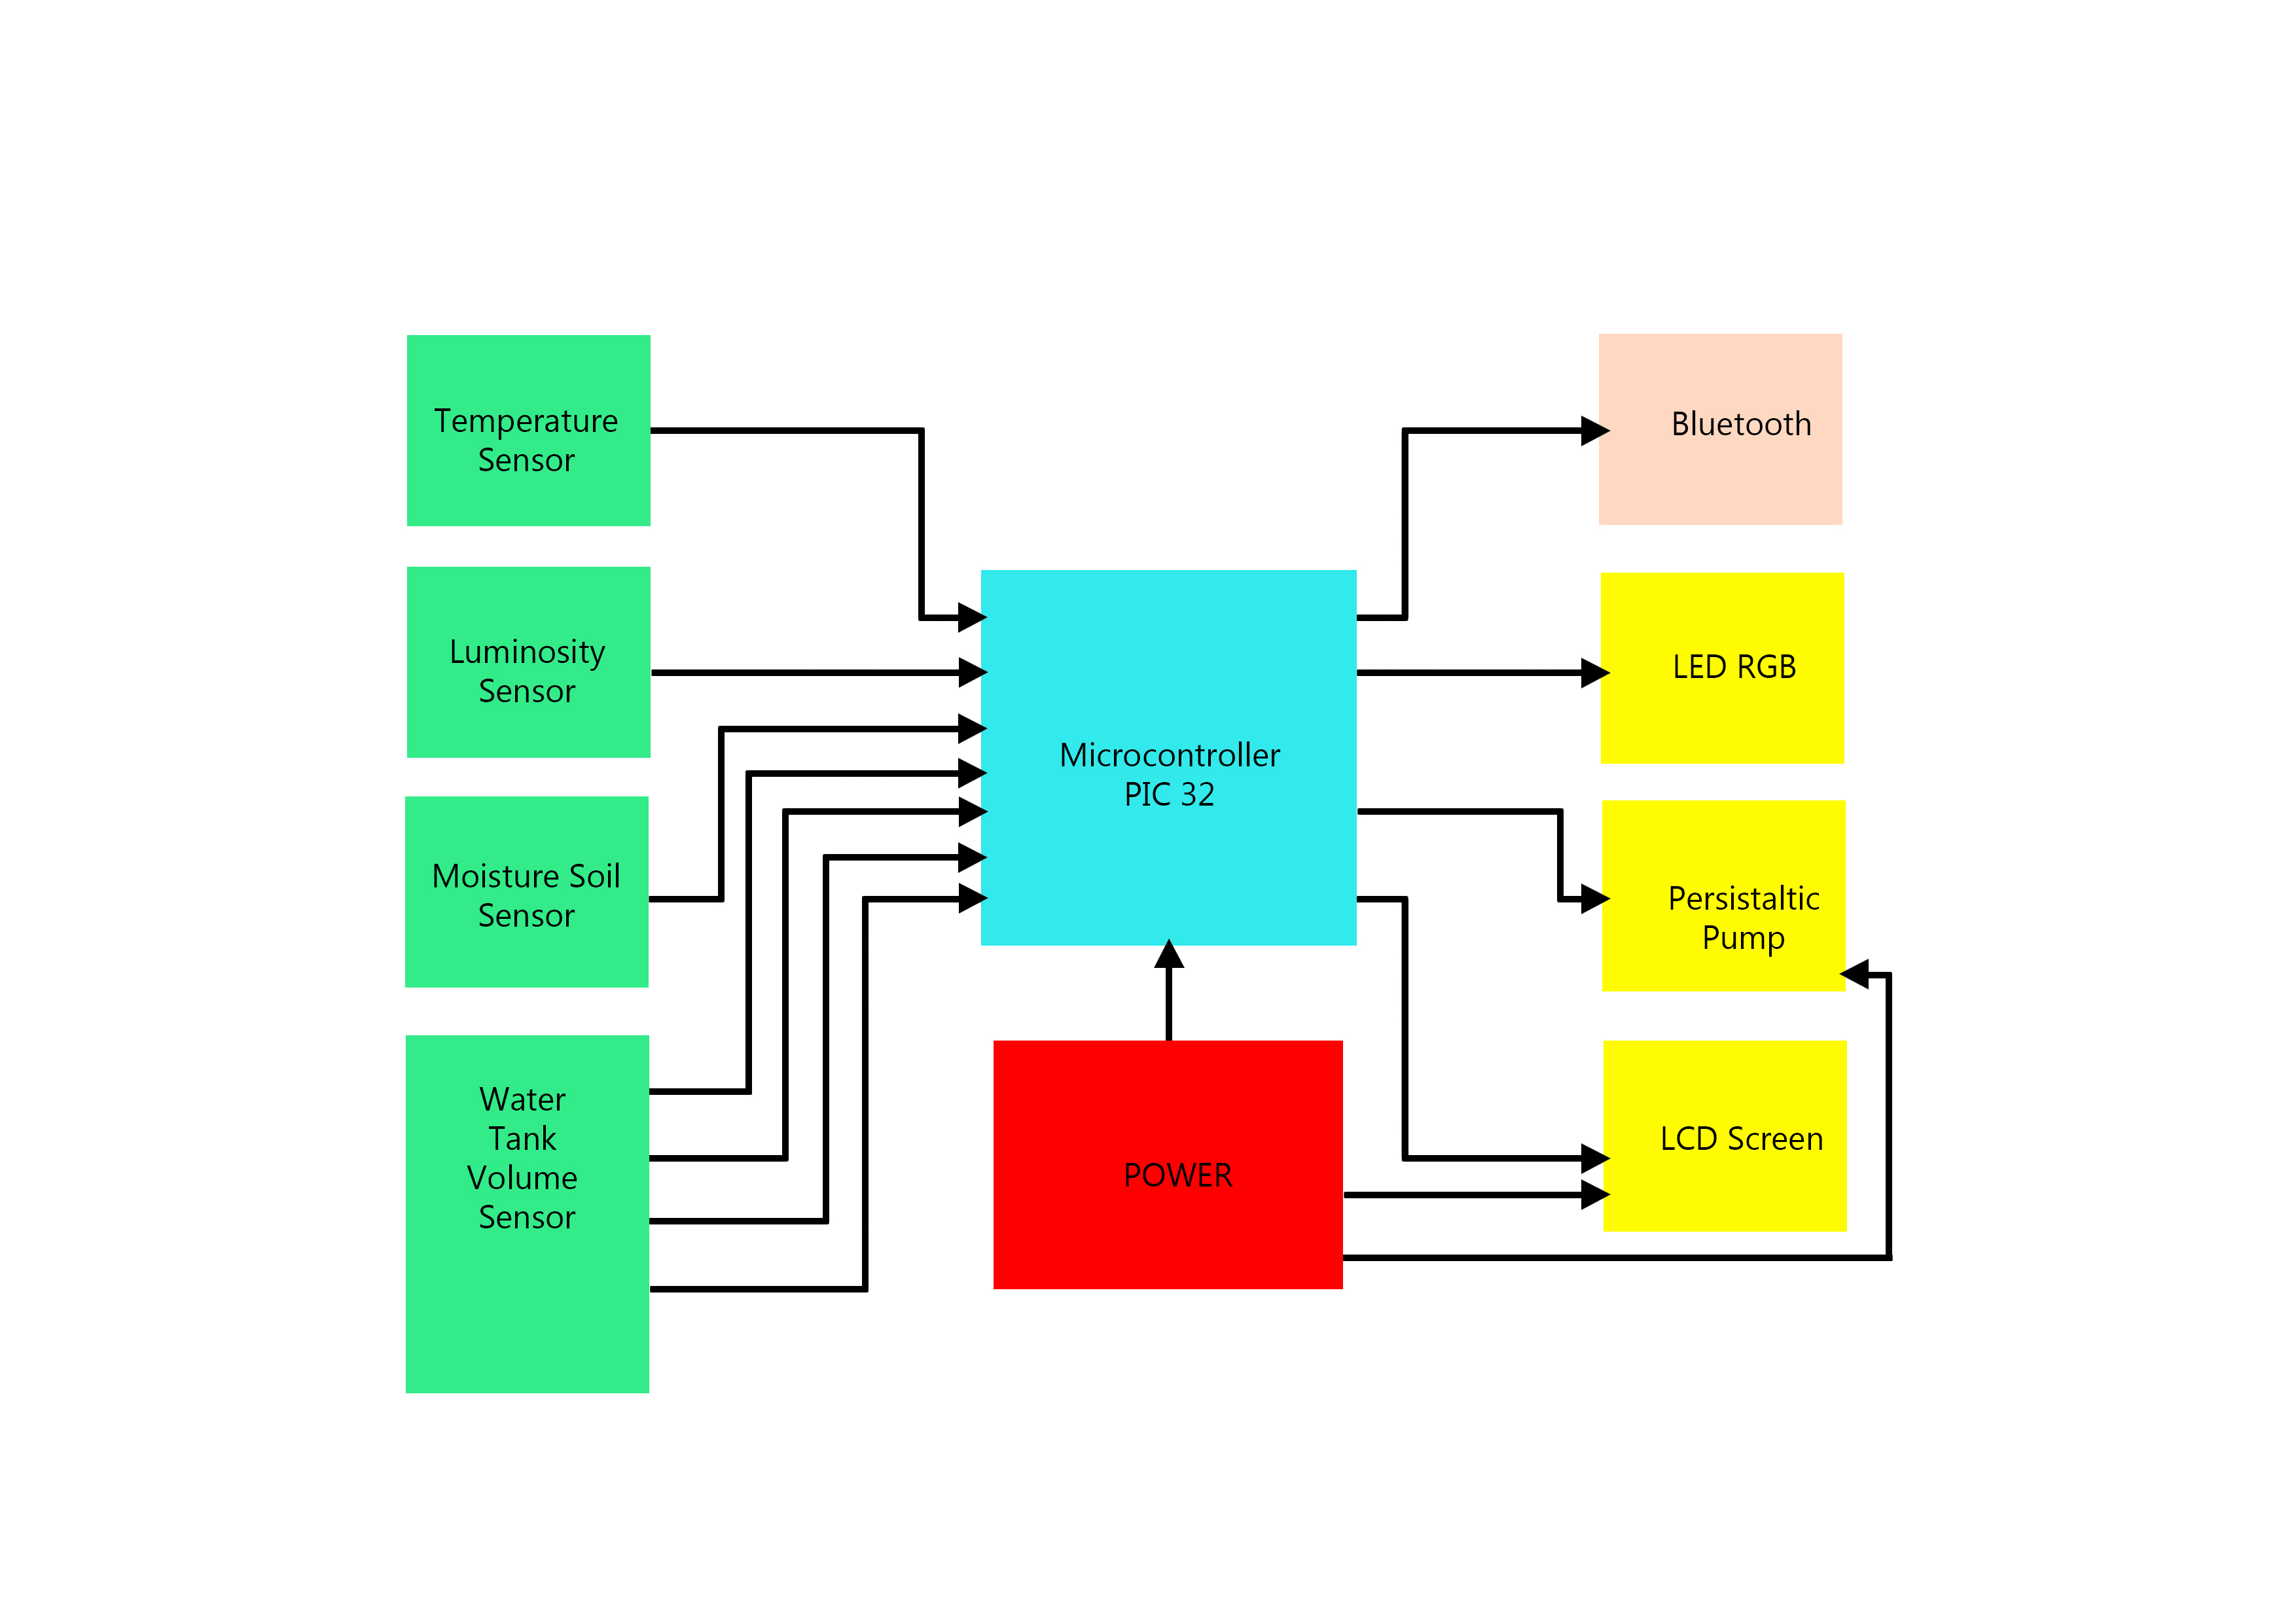 Temperature
Sensor
Luminosity
Sensor
Moisture Soil
Sensor
Water
Tank
Volume
Sensor
Microcontroller
PIC 32
POWER
Bluetooth
LED RGB
Persistaltic
Pump
LCD Screen